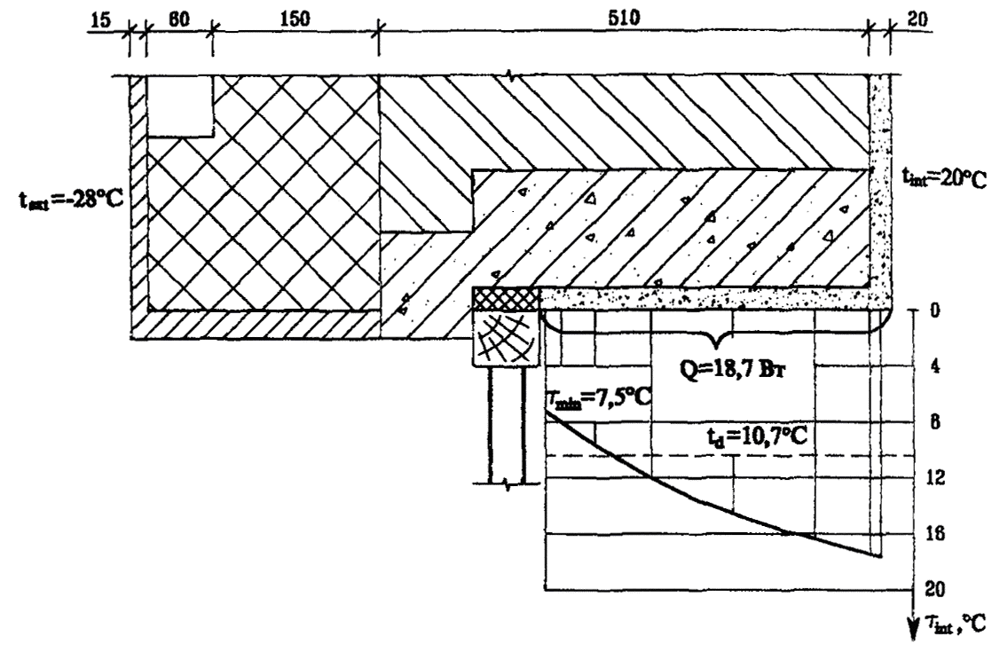 15 60 150 510 20
t_ext=-28°C
t_int=20°C
0
Q=18,7 Вт
4
τ_min=7,5°C
8
t_d=10,7°C
12
16
20
τ_int,°C